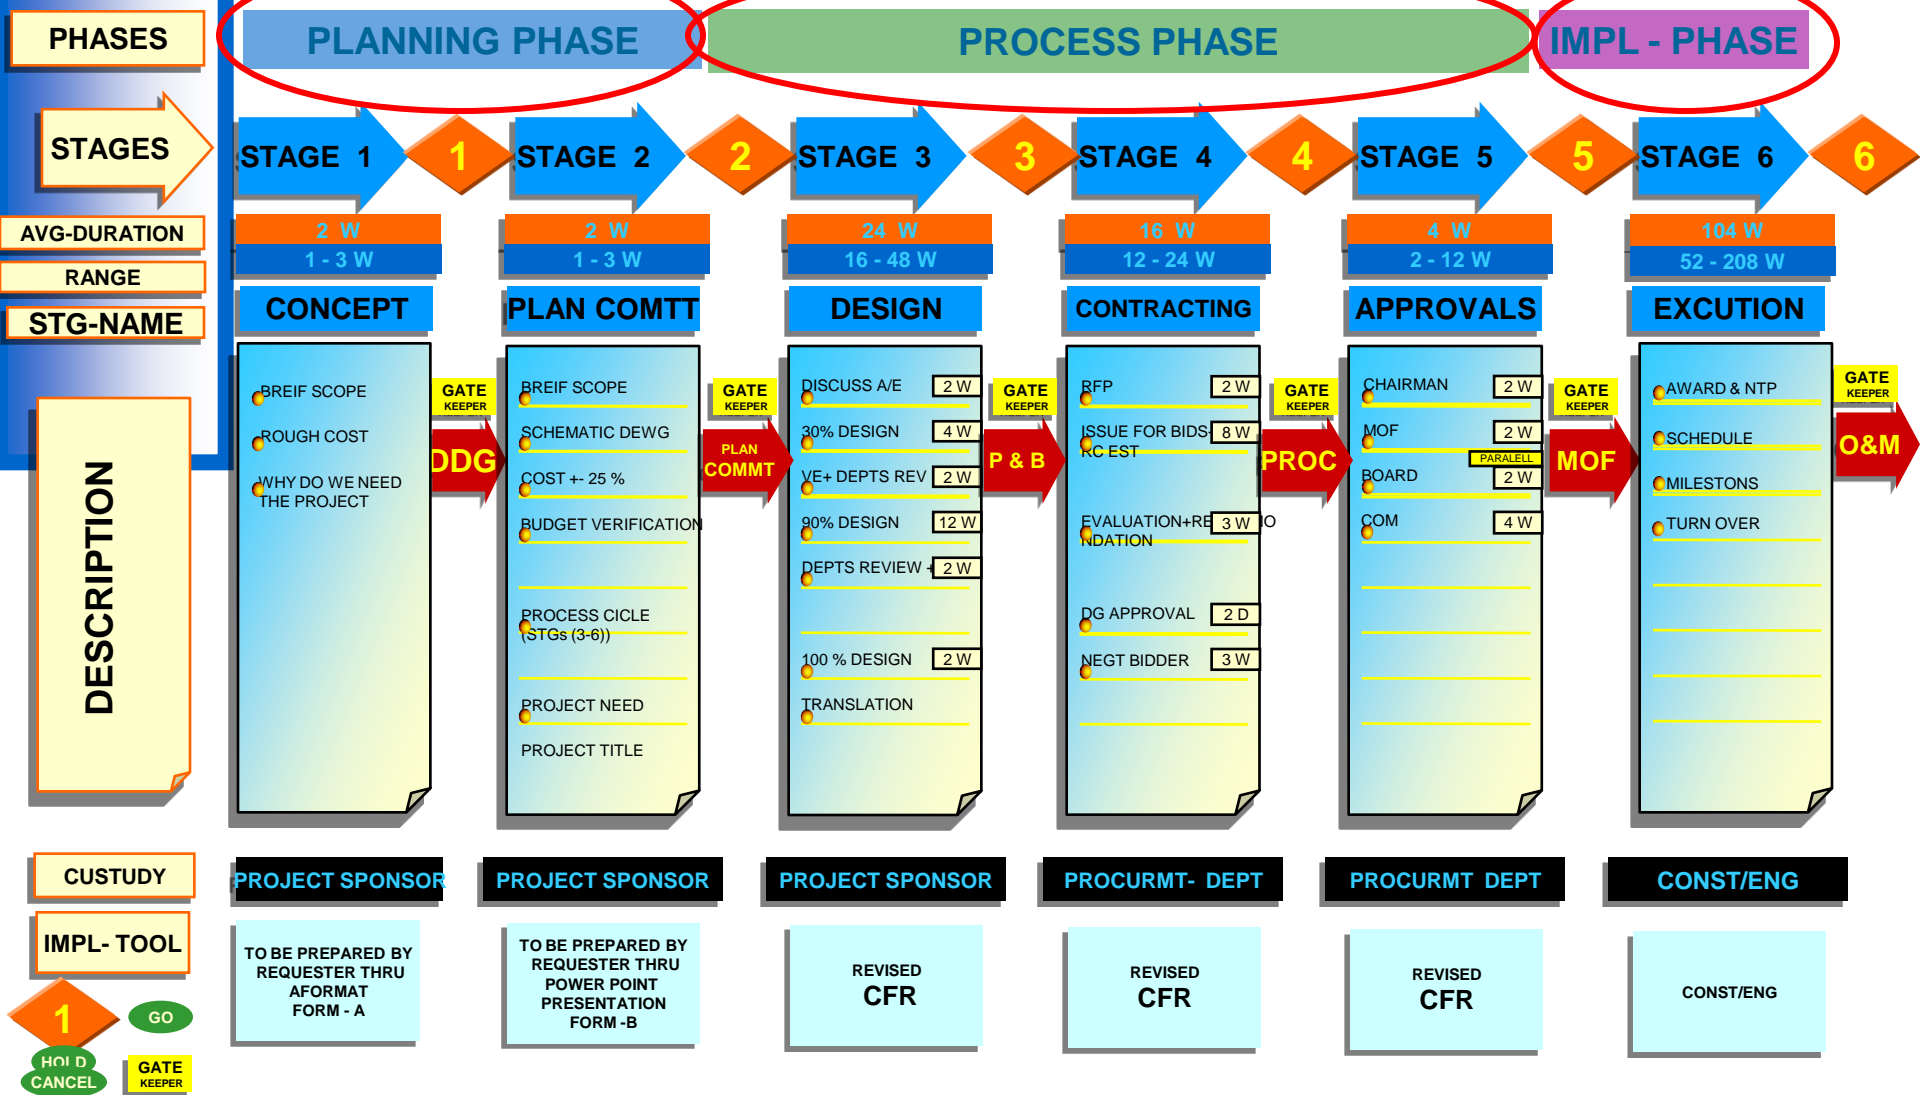 PHASES
PLANNING PHASE
PROCESS PHASE
IMPL - PHASE
STAGES
STAGE 1
1
STAGE 2
2
STAGE 3
3
STAGE 4
4
STAGE 5
5
STAGE 6
6
AVG-DURATION
2 W
2 W
24 W
16 W
4 W
104 W
RANGE
1 - 3 W
1 - 3 W
16 - 48 W
12 - 24 W
2 - 12 W
52 - 208 W
STG-NAME
CONCEPT
PLAN COMTT
DESIGN
CONTRACTING
APPROVALS
EXCUTION
DESCRIPTION
BREIF SCOPE
ROUGH COST
WHY DO WE NEED
THE PROJECT
GATE
KEEPER
DDG
BREIF SCOPE
SCHEMATIC DEWG
COST +- 25 %
BUDGET VERIFICATION
PROCESS CICLE
(STGs (3-6))
PROJECT NEED
PROJECT TITLE
GATE
KEEPER
PLAN
COMMT
DISCUSS A/E 2 W
30% DESIGN 4 W
VE+ DEPTS REV 2 W
90% DESIGN 12 W
DEPTS REVIEW + 2 W
100 % DESIGN 2 W
TRANSLATION
GATE
KEEPER
P & B
RFP 2 W
ISSUE FOR BIDS- 8 W
RC EST
EVALUATION+RE 3 W
NDATION
DG APPROVAL 2 D
NEGT BIDDER 3 W
GATE
KEEPER
PROC
CHAIRMAN 2 W
MOF 2 W
PARALELL
BOARD 2 W
COM 4 W
GATE
KEEPER
MOF
AWARD & NTP
SCHEDULE
MILESTONS
TURN OVER
GATE
KEEPER
O&M
CUSTUDY
PROJECT SPONSOR
PROJECT SPONSOR
PROJECT SPONSOR
PROCURMT- DEPT
PROCURMT DEPT
CONST/ENG
IMPL- TOOL
TO BE PREPARED BY
REQUESTER THRU
AFORMAT
FORM - A
TO BE PREPARED BY
REQUESTER THRU
POWER POINT
PRESENTATION
FORM -B
REVISED
CFR
REVISED
CFR
REVISED
CFR
CONST/ENG
1
GO
HOLD
CANCEL
GATE
KEEPER